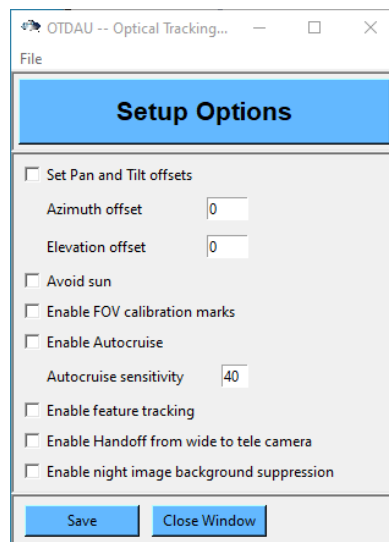 OTDAU -- Optical Tracking...
File
Setup Options
Set Pan and Tilt offsets
Azimuth offset 0
Elevation offset 0
Avoid sun
Enable FOV calibration marks
Enable Autocruise
Autocruise sensitivity 40
Enable feature tracking
Enable Handoff from wide to tele camera
Enable night image background suppression
Save Close Window